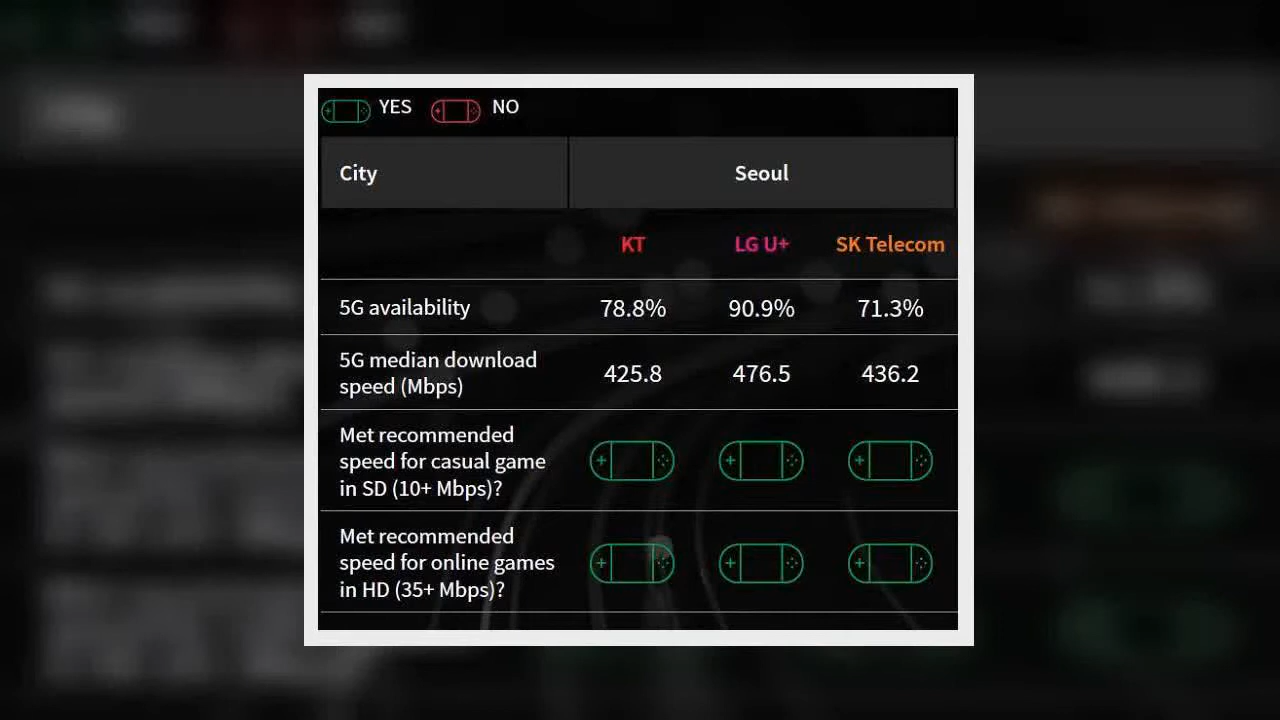 YES NO
City Seoul
KT LG U+ SK Telecom
5G availability 78.8% 90.9% 71.3%
5G median download
speed (Mbps) 425.8 476.5 436.2
Met recommended
speed for casual game
in SD (10+ Mbps)?
Met recommended
speed for online games
in HD (35+ Mbps)?